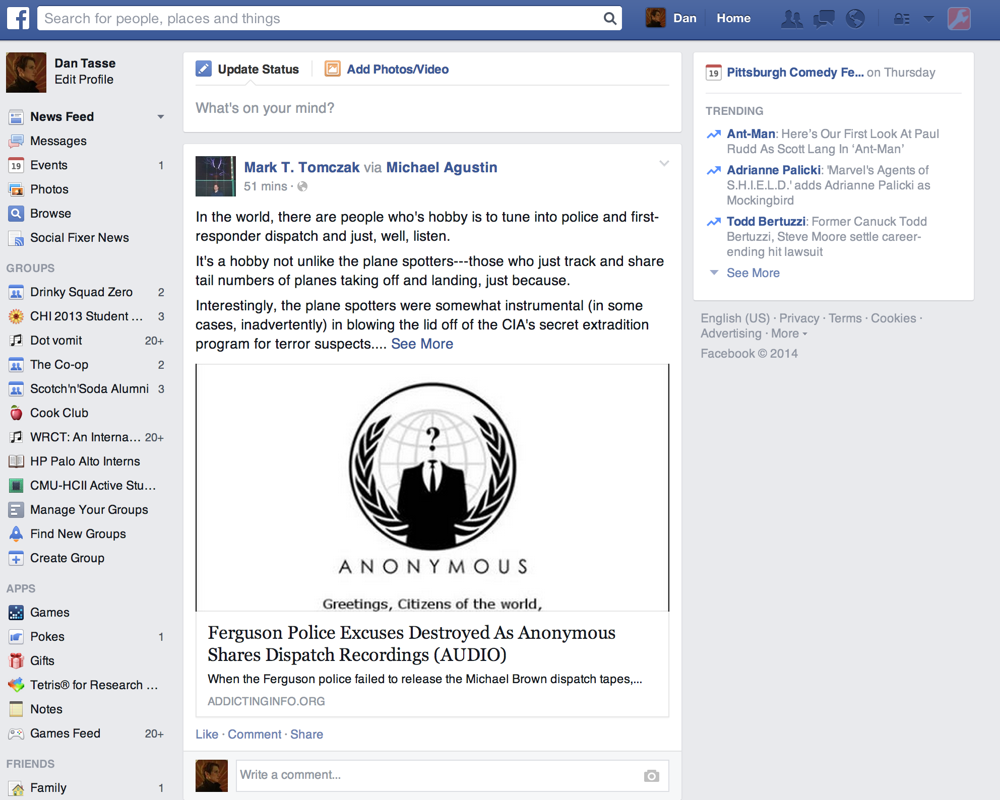 Search for people, places and things
Dan
Home
Dan Tasse
Edit Profile
News Feed
Messages
19 Events 1
Photos
Browse
Social Fixer News
GROUPS
Drinky Squad Zero 2
CHI 2013 Student ... 3
Dot vomit 20+
The Co-op 2
Scotch'n'Soda Alumni 3
Cook Club
WRCT: An Interna... 20+
HP Palo Alto Interns
CMU-HCII Active Stu...
Manage Your Groups
Find New Groups
Create Group
APPS
Games
Pokes 1
Gifts
Tetris® for Research ...
Notes
Games Feed 20+
FRIENDS
Family 1
Update Status
Add Photos/Video
What's on your mind?
Mark T. Tomczak via Michael Agustin
51 mins ·
In the world, there are people who's hobby is to tune into police and first-
responder dispatch and just, well, listen.
It's a hobby not unlike the plane spotters---those who just track and share
tail numbers of planes taking off and landing, just because.
Interestingly, the plane spotters were somewhat instrumental (in some
cases, inadvertently) in blowing the lid off of the CIA's secret extradition
program for terror suspects.... See More
?
ANONYMOUS
Greetings, Citizens of the world,
Ferguson Police Excuses Destroyed As Anonymous
Shares Dispatch Recordings (AUDIO)
When the Ferguson police failed to release the Michael Brown dispatch tapes,...
ADDICTINGINFO.ORG
Like · Comment · Share
Write a comment...
19 Pittsburgh Comedy Fe... on Thursday
TRENDING
Ant-Man: Here’s Our First Look At Paul
Rudd As Scott Lang In ‘Ant-Man’
Adrianne Palicki: 'Marvel's Agents of
S.H.I.E.L.D.' adds Adrianne Palicki as
Mockingbird
Todd Bertuzzi: Former Canuck Todd
Bertuzzi, Steve Moore settle career-
ending hit lawsuit
See More
English (US) · Privacy · Terms · Cookies ·
Advertising · More
Facebook © 2014